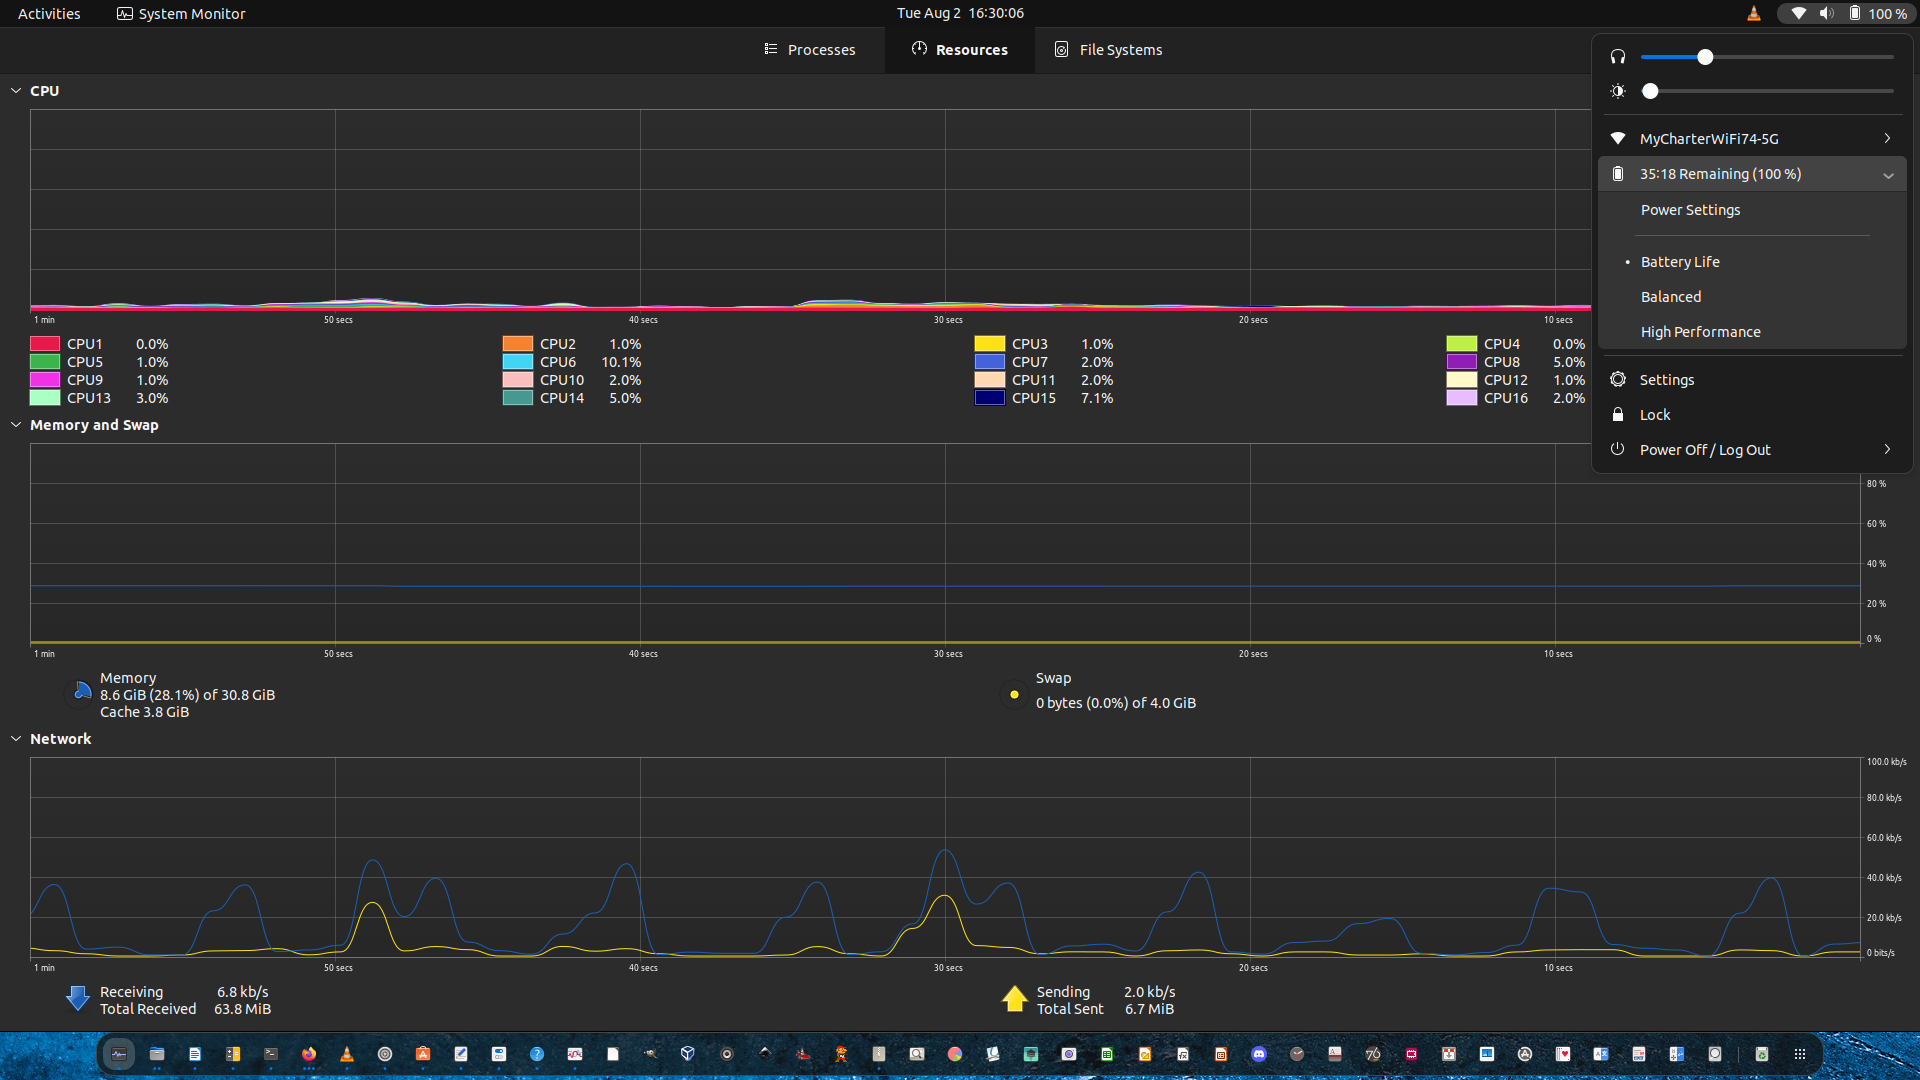 Activities
System Monitor
Tue Aug 2  16:30:06
100 %
Processes
Resources
File Systems
CPU
1 min
50 secs
40 secs
30 secs
20 secs
10 secs
CPU1 0.0%
CPU2 1.0%
CPU3 1.0%
CPU4 0.0%
CPU5 1.0%
CPU6 10.1%
CPU7 2.0%
CPU8 5.0%
CPU9 1.0%
CPU10 2.0%
CPU11 2.0%
CPU12 1.0%
CPU13 3.0%
CPU14 5.0%
CPU15 7.1%
CPU16 2.0%
MyCharterWiFi74-5G
35:18 Remaining (100 %)
Power Settings
Battery Life
Balanced
High Performance
Settings
Lock
Power Off / Log Out
Memory and Swap
80 %
60 %
40 %
20 %
0 %
1 min
50 secs
40 secs
30 secs
20 secs
10 secs
Memory
8.6 GiB (28.1%) of 30.8 GiB
Cache 3.8 GiB
Swap
0 bytes (0.0%) of 4.0 GiB
Network
100.0 kb/s
80.0 kb/s
60.0 kb/s
40.0 kb/s
20.0 kb/s
0 bits/s
1 min
50 secs
40 secs
30 secs
20 secs
10 secs
Receiving 6.8 kb/s
Total Received 63.8 MiB
Sending 2.0 kb/s
Total Sent 6.7 MiB
76